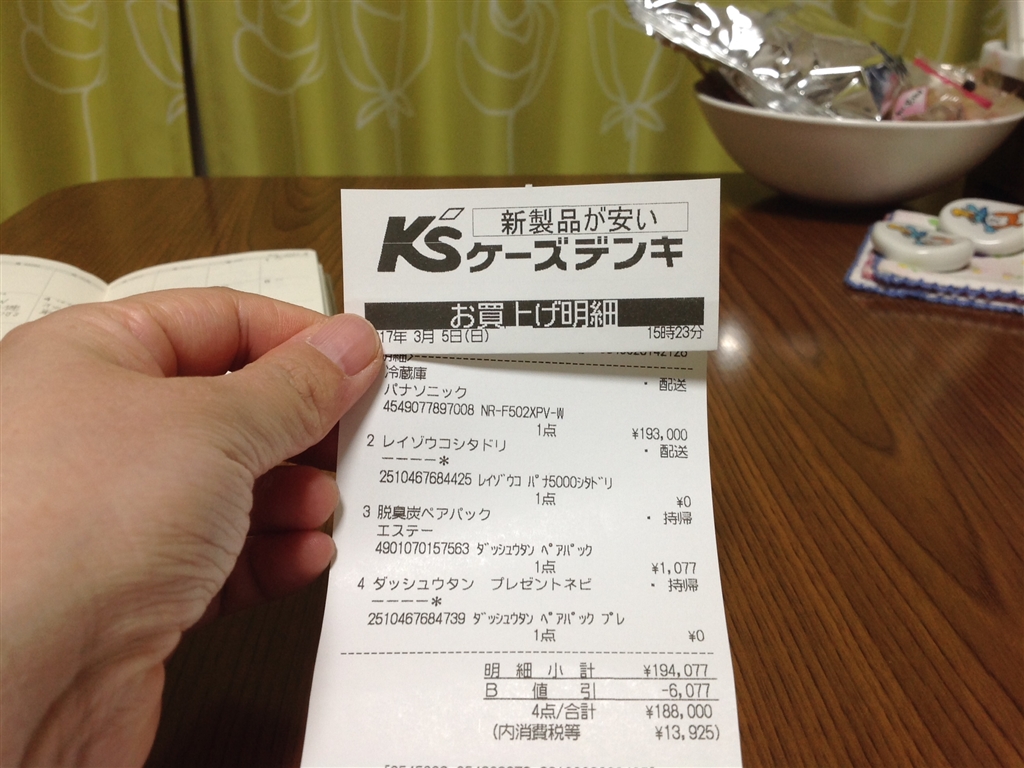 新製品が安い
K'S ケーズデンキ
お買上げ明細
17年 3月 5日(日) 15時23分
冷蔵庫 ・ 配送
パナソニック
4549077897008 NR-F502XPV-W
1点 ¥193,000
2 レイゾウコシタドリ ・ 配送
ーーーー*
2510467684425 レイゾウコ パナ5000シタドリ
1点 ¥0
3 脱臭炭ペアパック ・ 持帰
エステー
4901070157563 ダッシュウタン ペアパック
1点 ¥1,077
4 ダッシュウタン プレゼントネビ ・ 持帰
ーーーー*
2510467684739 ダッシュウタン ペアパック プレ
1点 ¥0
明 細 小 計 ¥194,077
B 値 引 -6,077
4点/合計 ¥188,000
(内消費税等 ¥13,925)